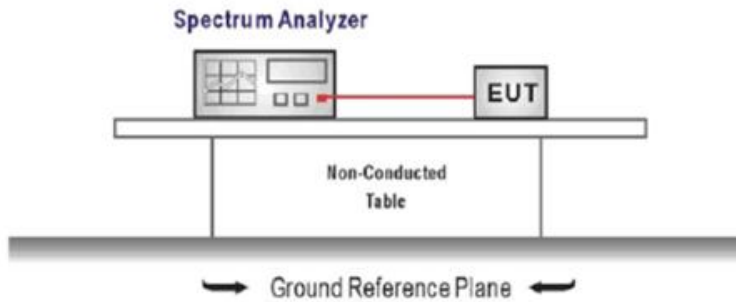 Spectrum Analyzer
EUT
Non-Conducted
Table
Ground Reference Plane